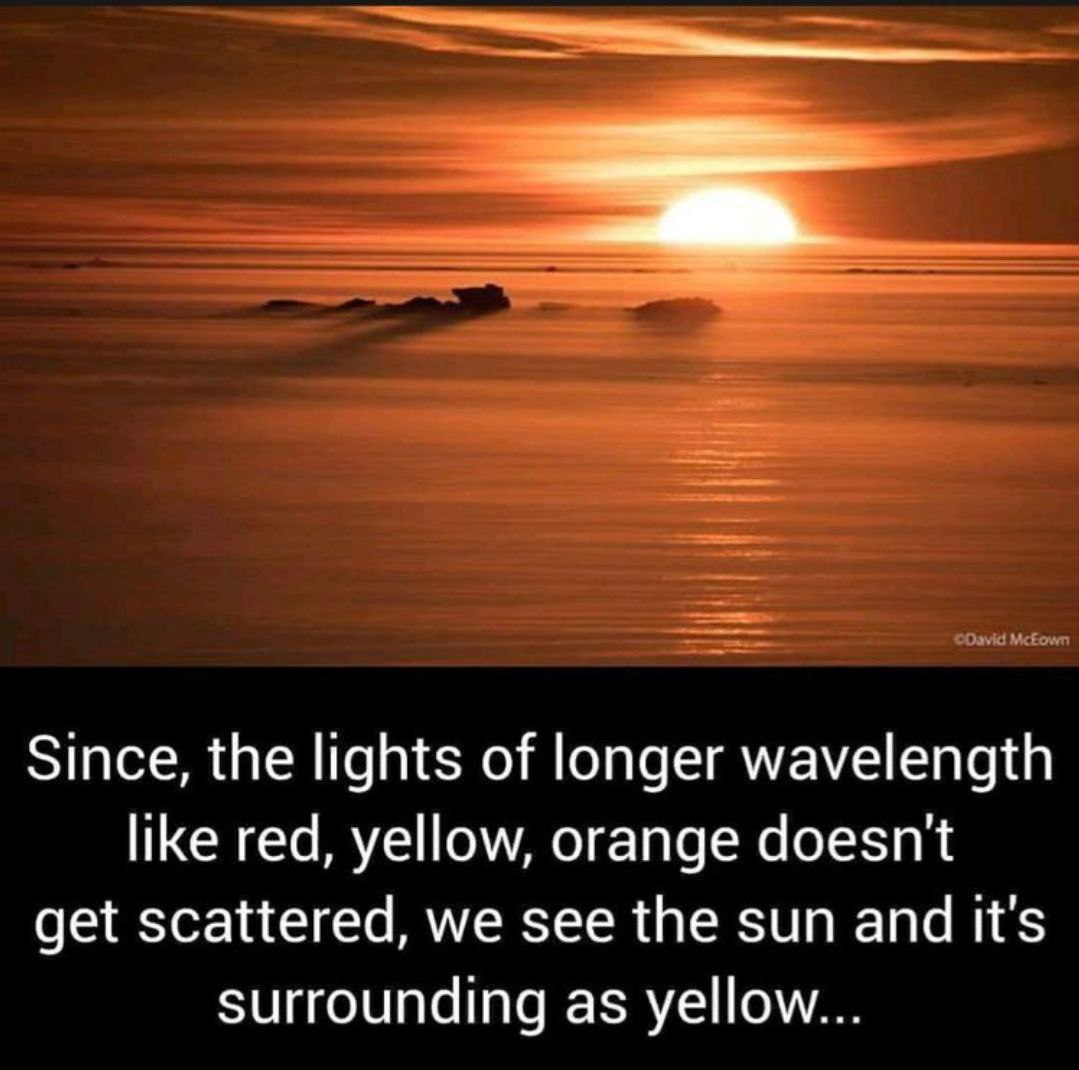 ©David McEown
Since, the lights of longer wavelength
like red, yellow, orange doesn't
get scattered, we see the sun and it's
surrounding as yellow...